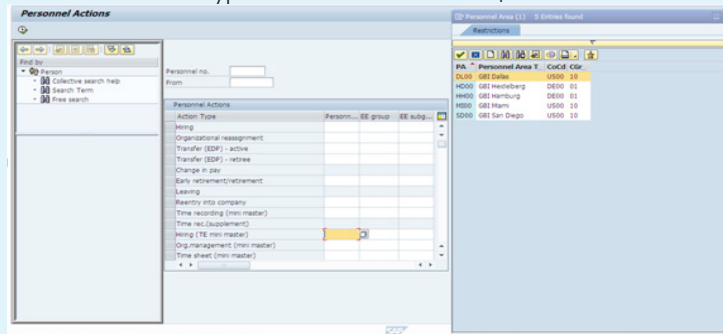 Personnel Actions
Find by
Person
Collective search help
Search Term
Free search
Personnel no.
From
Personnel Actions
Action Type Personn... EE group EE subg...
Hiring
Organizational reassignment
Transfer (EDP) - active
Transfer (EDP) - retiree
Change in pay
Early retirement/retirement
Leaving
Reentry into company
Time recording (mini master)
Time rec.(supplement)
Hiring (TE mini master)
Org.management (mini master)
Time sheet (mini master)
Personnel Area (1) 5 Entries found
Restrictions
PA Personnel Area T_ CoCd CGr_
DL00 GBI Dallas US00 10
HD00 GBI Heidelberg DE00 01
HH00 GBI Hamburg DE00 01
MI00 GBI Miami US00 10
SD00 GBI San Diego US00 10
SAP